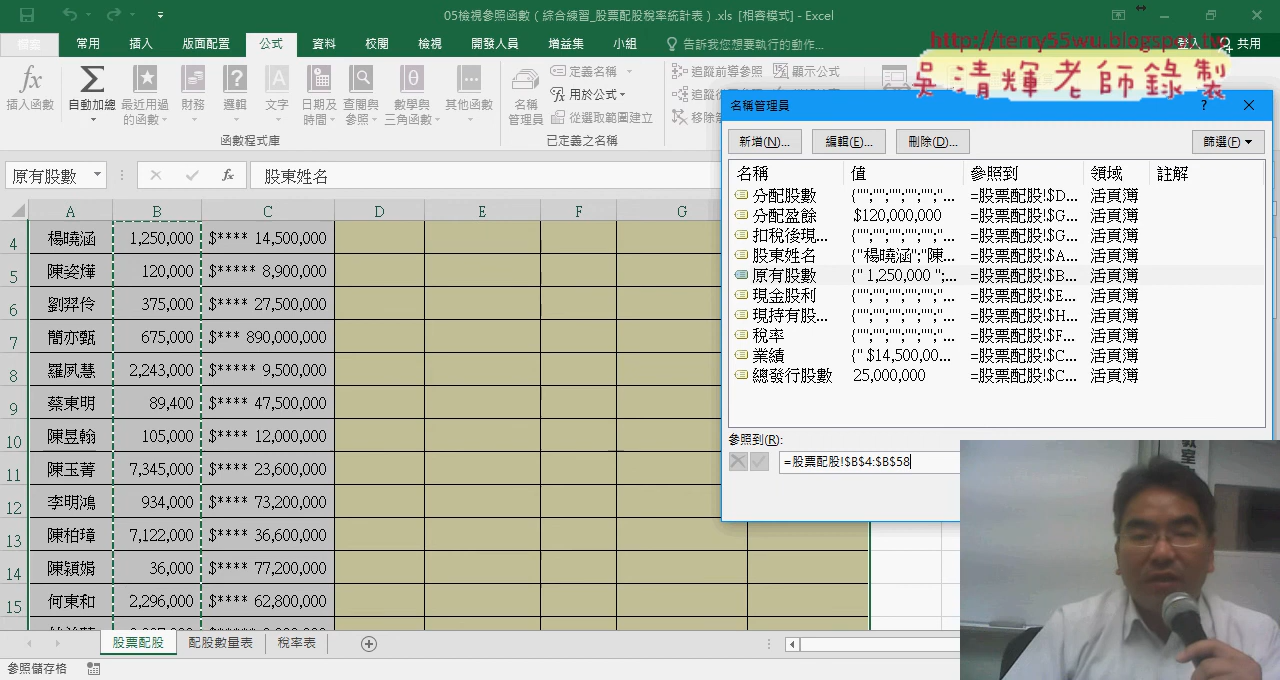 05檢視參照函數（綜合練習_股票配股稅率統計表）.xls [相容模式] - Excel
常用 插入 版面配置 公式 資料 校閱 檢視 開發人員 增益集 小組 告訴我您想要執行的動作... 登入 共用
http://terry55wu.blogspot.tw
吳清輝老師錄製
插入函數 自動加總 最近用過的函數 財務 邏輯 文字 日期及時間 查閱與參照 數學與三角函數 其他函數
函數程式庫
名稱管理員 定義名稱 用於公式 從選取範圍建立
已定義之名稱
追蹤前導參照 顯示公式
原有股數 fx 股東姓名
A B C D E F G
4 楊曉涵 1,250,000 $**** 14,500,000
5 陳姿燁 120,000 $***** 8,900,000
6 劉羿伶 375,000 $**** 27,500,000
7 簡亦甄 675,000 $*** 890,000,000
8 羅夙慧 2,243,000 $***** 9,500,000
9 蔡東明 89,400 $**** 47,500,000
10 陳昱翰 105,000 $**** 12,000,000
11 陳玉菁 7,345,000 $**** 23,600,000
12 李明鴻 934,000 $**** 73,200,000
13 陳柏璋 7,122,000 $**** 36,600,000
14 陳潁娟 36,000 $**** 77,200,000
15 何東和 2,296,000 $**** 62,800,000
股票配股 配股數量表 稅率表
參照儲存格
名稱管理員 ?
新增(N)... 編輯(E)... 刪除(D)... 篩選(F)
名稱 值 參照到 領域 註解
分配股數 {"";"";"";"";"";"... =股票配股!$D... 活頁簿
分配盈餘 $120,000,000 =股票配股!$G... 活頁簿
扣稅後現... {"";"";"";"";"";"... =股票配股!$G... 活頁簿
股東姓名 {"楊曉涵";"陳... =股票配股!$A... 活頁簿
原有股數 {" 1,250,000 ";... =股票配股!$B... 活頁簿
現金股利 {"";"";"";"";"";"... =股票配股!$E... 活頁簿
現持有股... {"";"";"";"";"";"... =股票配股!$H... 活頁簿
稅率 {"";"";"";"";"";"... =股票配股!$F... 活頁簿
業績 {" $14,500,00... =股票配股!$C... 活頁簿
總發行股數 25,000,000 =股票配股!$C... 活頁簿
參照到(R):
=股票配股!$B$4:$B$58